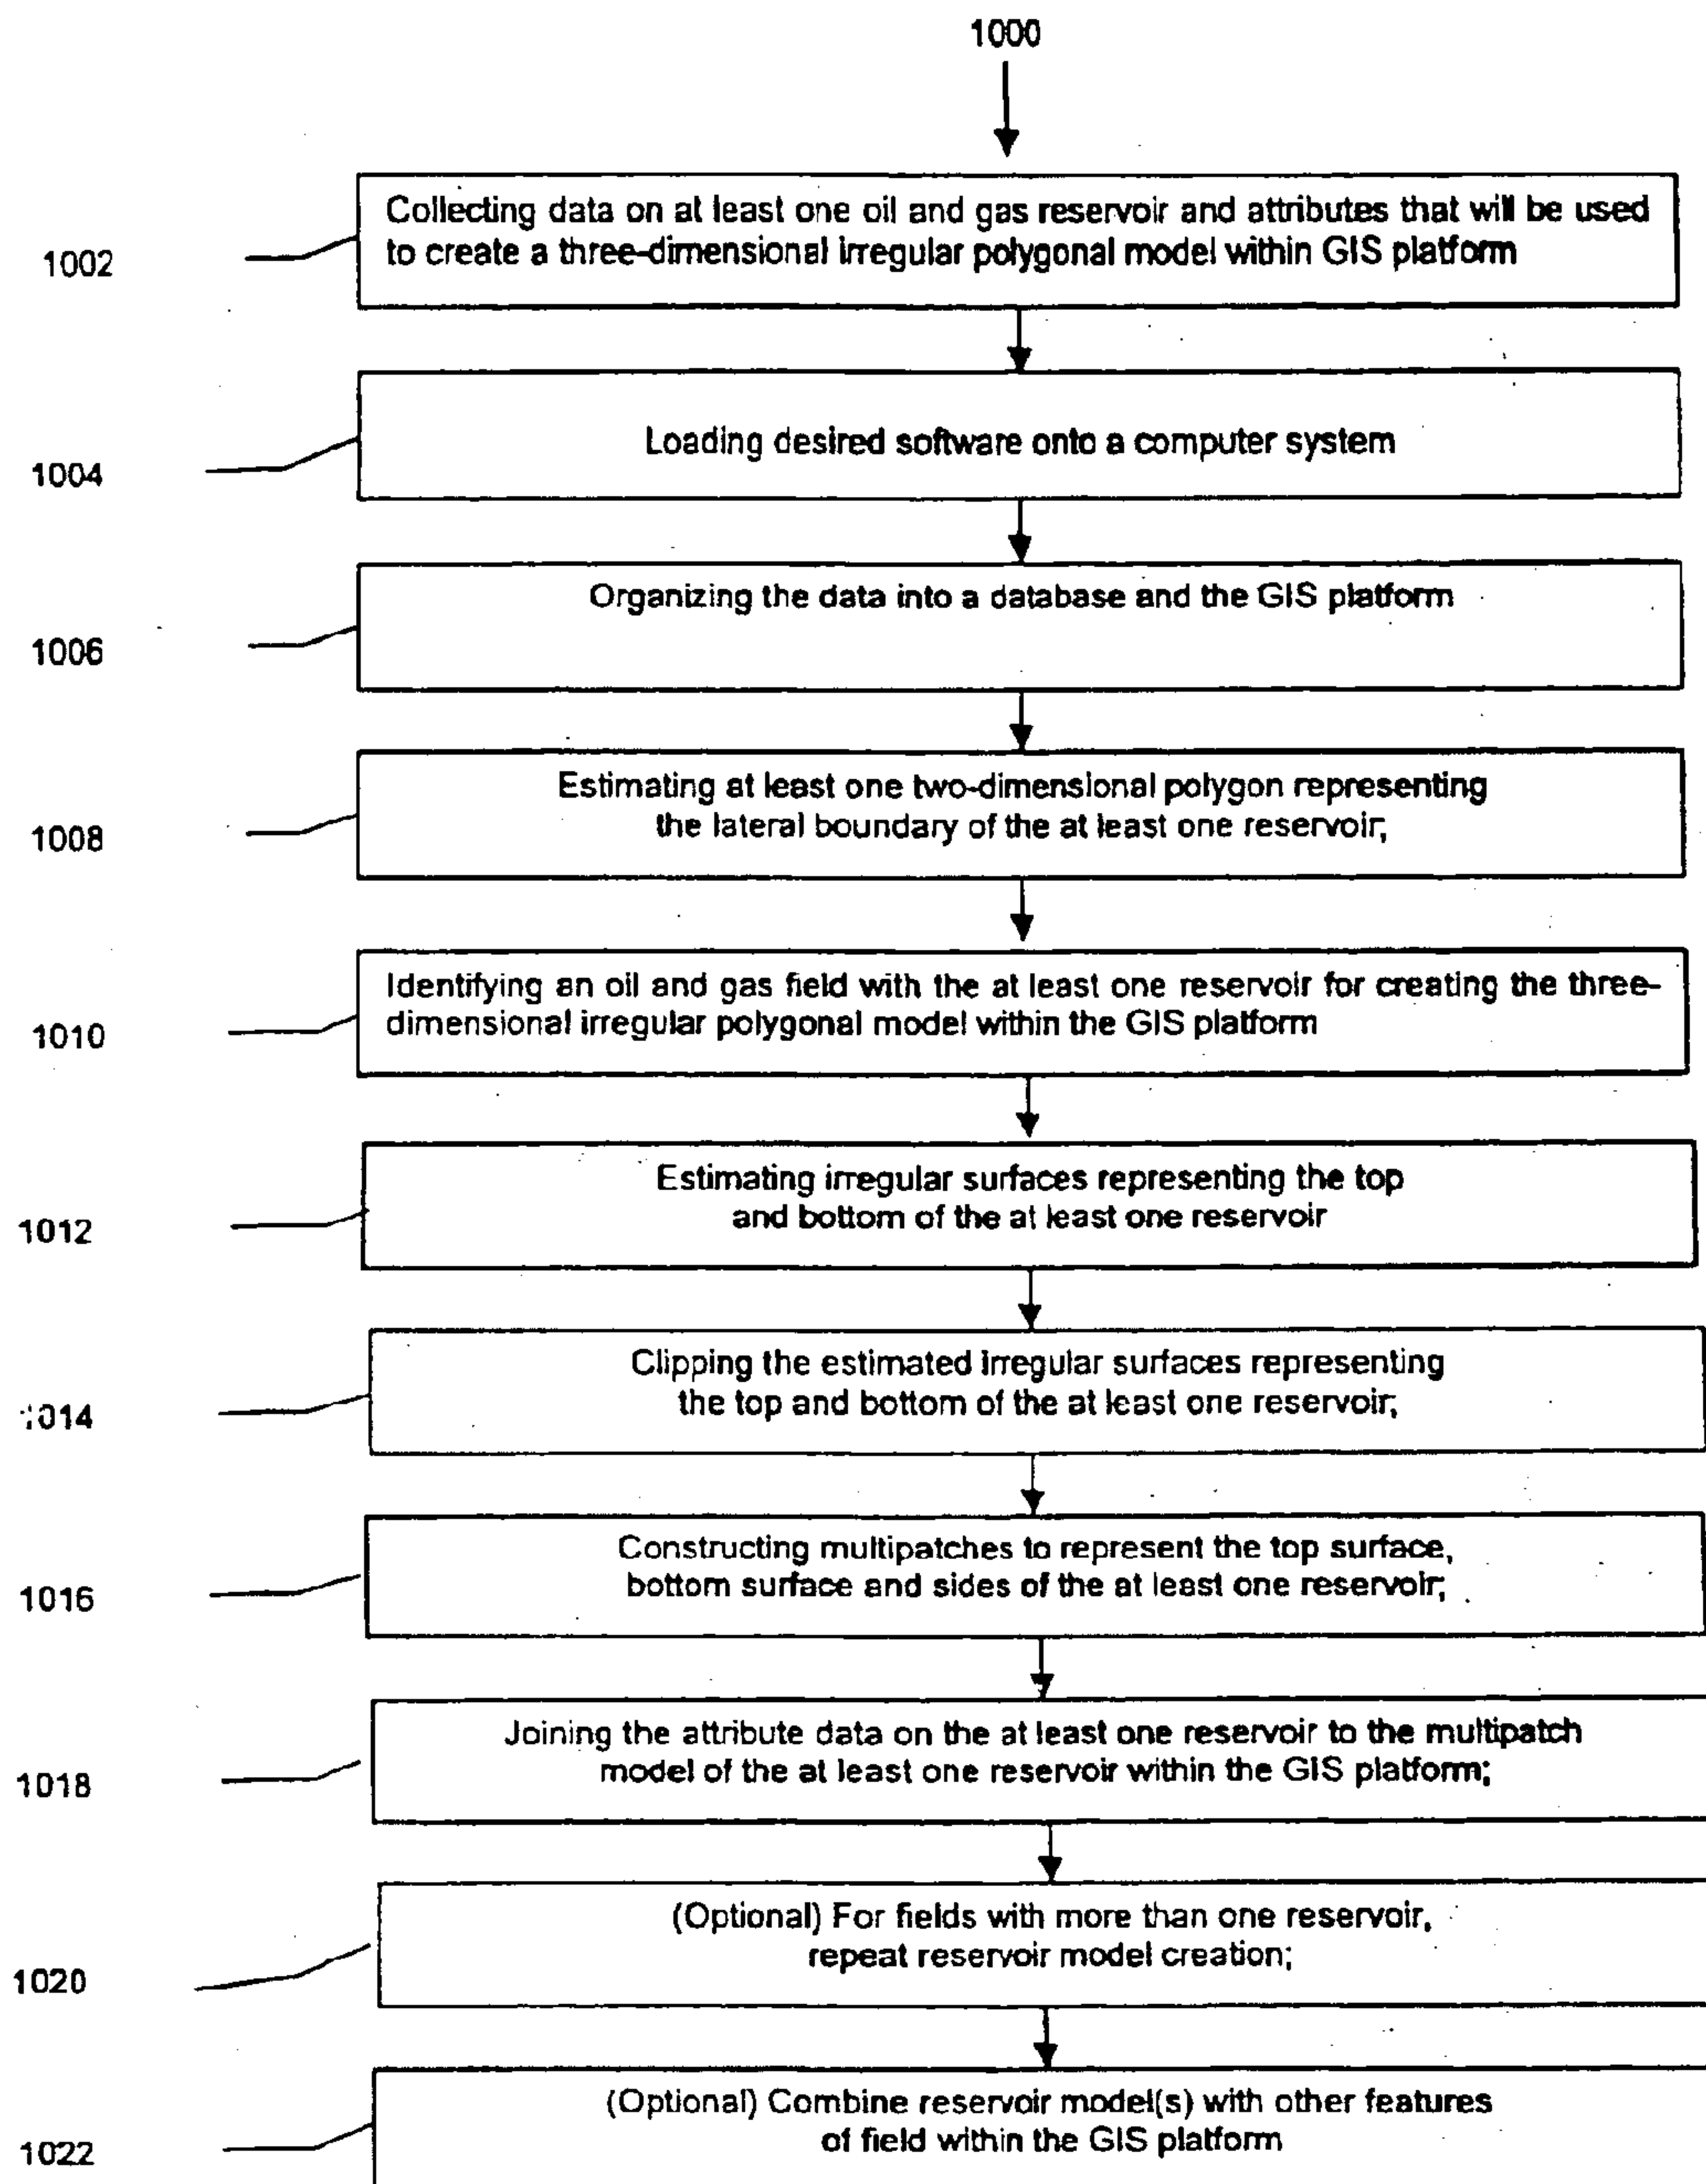 1000
Collecting data on at least one oil and gas reservoir and attributes that will be used
to create a three-dimensional irregular polygonal model within GIS platform
1002
Loading desired software onto a computer system
1004
Organizing the data into a database and the GIS platform
1006
Estimating at least one two-dimensional polygon representing
the lateral boundary of the at least one reservoir;
1008
Identifying an oil and gas field with the at least one reservoir for creating the three-
dimensional irregular polygonal model within the GIS platform
1010
Estimating irregular surfaces representing the top
and bottom of the at least one reservoir
1012
Clipping the estimated irregular surfaces representing
the top and bottom of the at least one reservoir;
1014
Constructing multipatches to represent the top surface,
bottom surface and sides of the at least one reservoir;
1016
Joining the attribute data on the at least one reservoir to the multipatch
model of the at least one reservoir within the GIS platform;
1018
(Optional) For fields with more than one reservoir,
repeat reservoir model creation;
1020
(Optional) Combine reservoir model(s) with other features
of field within the GIS platform
1022